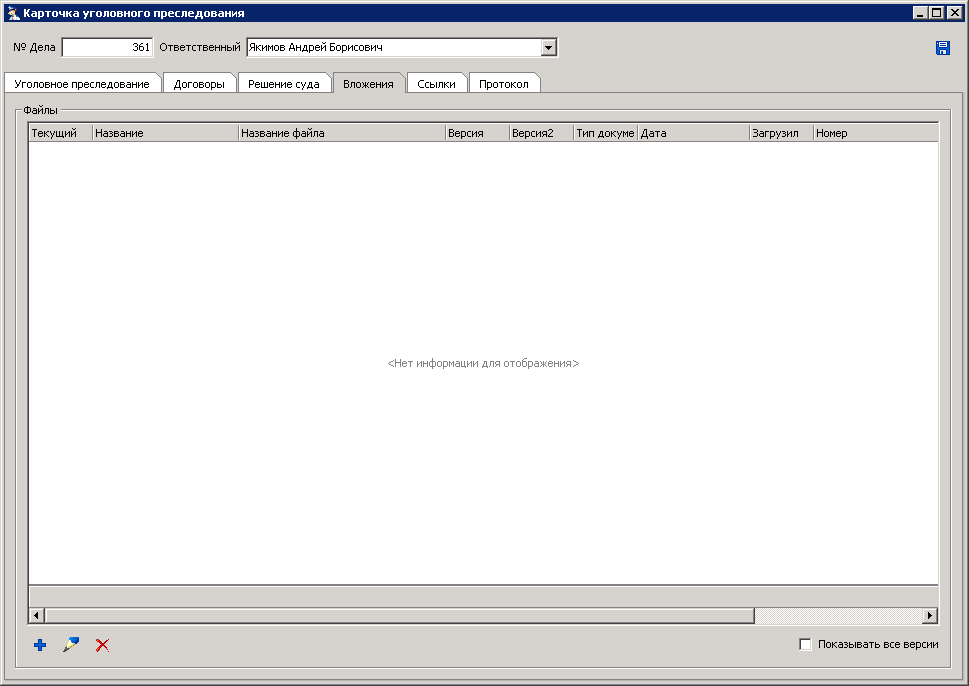 Карточка уголовного преследования
№ Дела 361 Ответственный Якимов Андрей Борисович
Уголовное преследование Договоры Решение суда Вложения Ссылки Протокол
Файлы
Текущий Название Название файла Версия Версия2 Тип докуме Дата Загрузил Номер
<Нет информации для отображения>
Показывать все версии